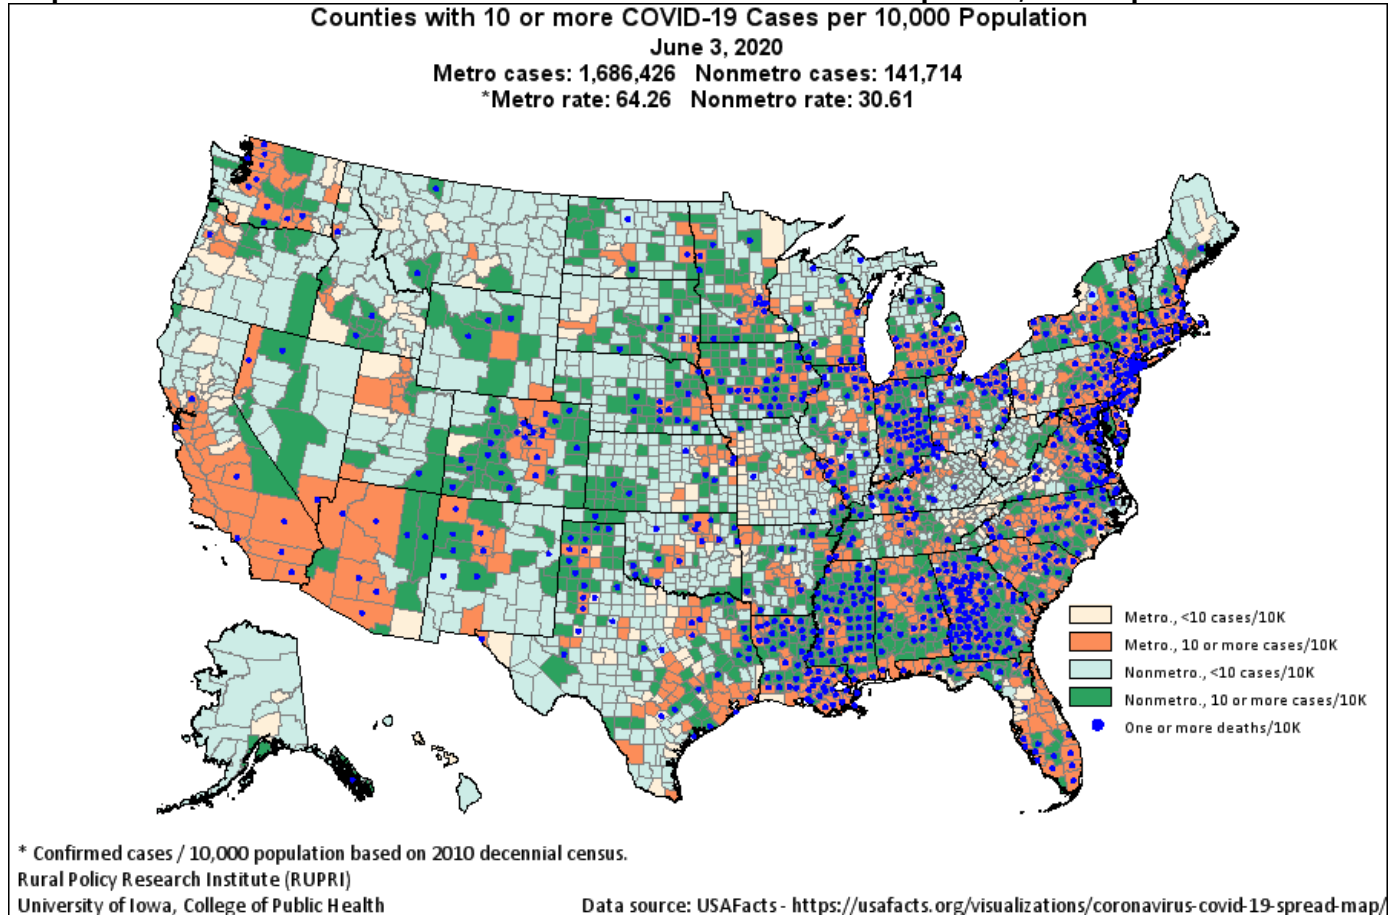 Counties with 10 or more COVID-19 Cases per 10,000 Population
June 3, 2020
Metro cases: 1,686,426 Nonmetro cases: 141,714
*Metro rate: 64.26 Nonmetro rate: 30.61
Metro., <10 cases/10K
Metro., 10 or more cases/10K
Nonmetro., <10 cases/10K
Nonmetro., 10 or more cases/10K
One or more deaths/10K
* Confirmed cases / 10,000 population based on 2010 decennial census.
Rural Policy Research Institute (RUPRI)
University of Iowa, College of Public Health
Data source: USAFacts - https://usafacts.org/visualizations/coronavirus-covid-19-spread-map/